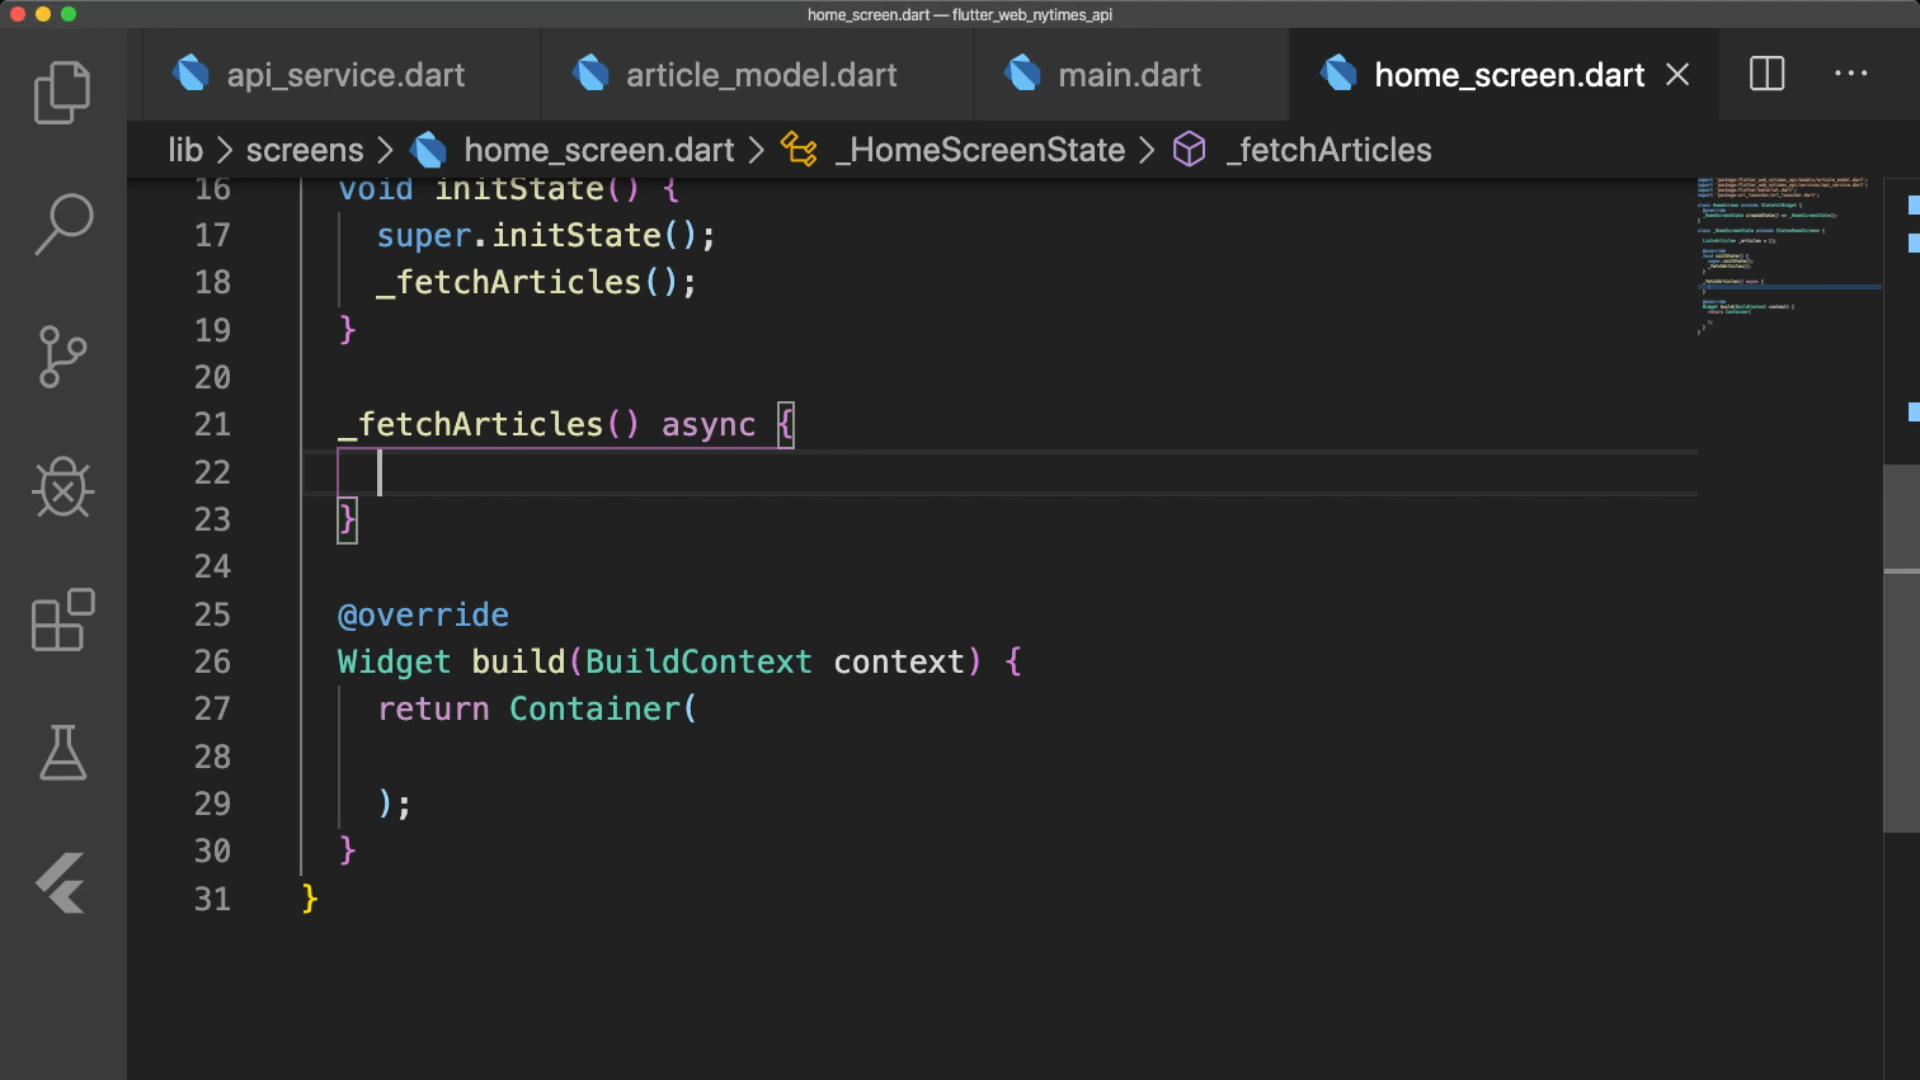 home_screen.dart — flutter_web_nytimes_api
api_service.dart article_model.dart main.dart home_screen.dart
lib > screens > home_screen.dart > _HomeScreenState > _fetchArticles
16 void initState() {
17 super.initState();
18 _fetchArticles();
19 }
20
21 _fetchArticles() async {
22
23 }
24
25 @override
26 Widget build(BuildContext context) {
27 return Container(
28
29 );
30 }
31 }